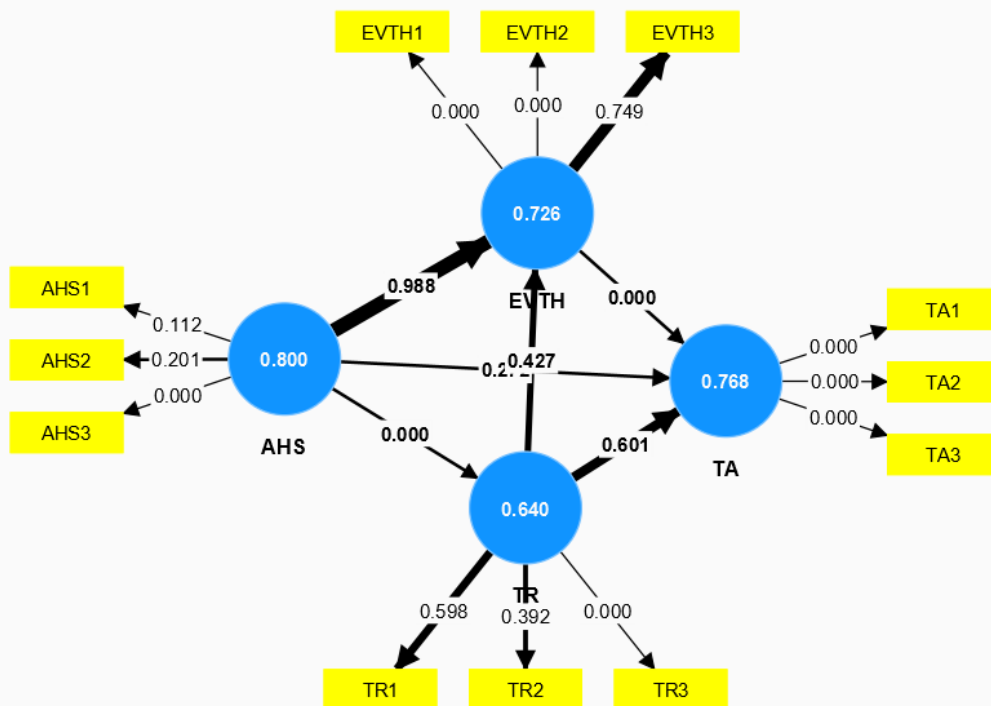 EVTH1
EVTH2
EVTH3
0.000
0.000
0.749
0.726
EVTH
0.988
0.000
AHS1
AHS2
AHS3
0.112
0.201
0.000
0.800
AHS
0.427
0.000
0.601
0.768
TA
0.000
0.000
0.000
TA1
TA2
TA3
0.640
TR
0.598
0.392
0.000
TR1
TR2
TR3